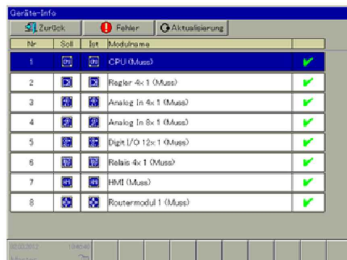 Geräte-Info
Zurück Fehler Aktualisierung
Nr Soll Ist Modulname
1 CPU (Muss)
2 Regler 4x 1 (Muss)
3 Analog In 4x 1 (Muss)
4 Analog In 8x 1 (Muss)
5 Digit I/O 12x 1 (Muss)
6 Relais 4x 1 (Muss)
7 HMI (Muss)
8 Routermodul 1 (Muss)